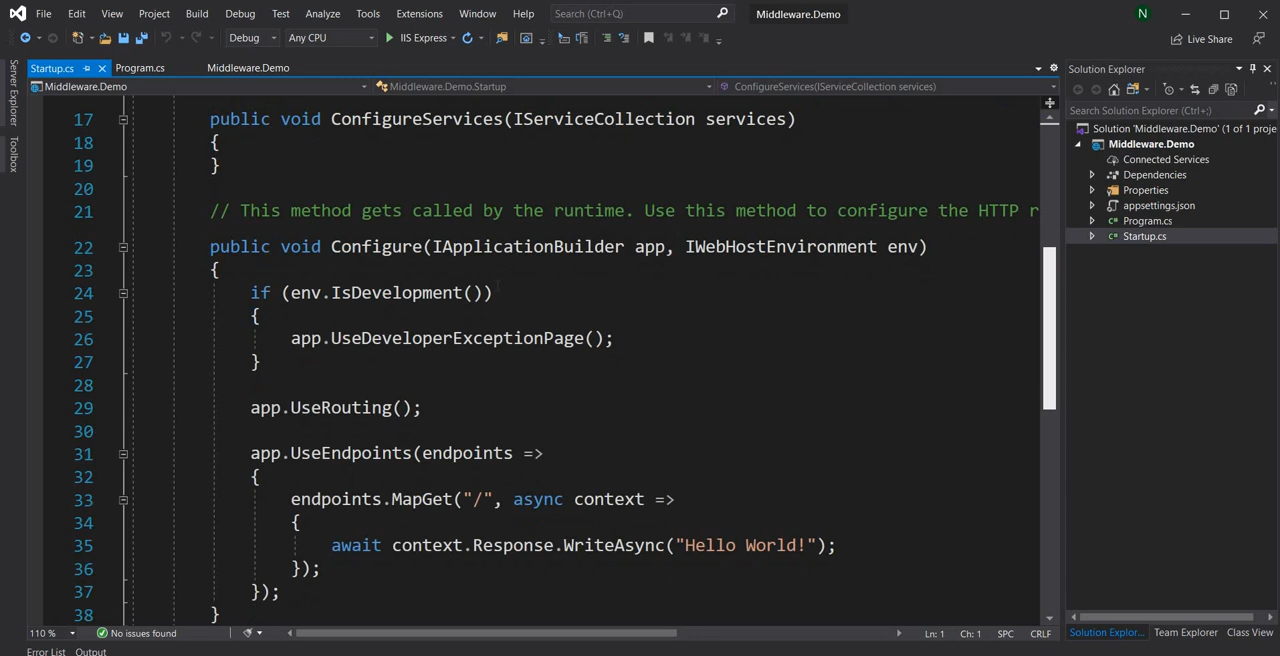 File Edit View Project Build Debug Test Analyze Tools Extensions Window Help Search (Ctrl+Q) Middleware.Demo N
Debug Any CPU IIS Express Live Share
Server Explorer
Toolbox
Startup.cs Program.cs Middleware.Demo
Middleware.Demo Middleware.Demo.Startup ConfigureServices(IServiceCollection services)
17 public void ConfigureServices(IServiceCollection services)
18 {
19 }
20
21 // This method gets called by the runtime. Use this method to configure the HTTP r
22 public void Configure(IApplicationBuilder app, IWebHostEnvironment env)
23 {
24 if (env.IsDevelopment())
25 {
26 app.UseDeveloperExceptionPage();
27 }
28
29 app.UseRouting();
30
31 app.UseEndpoints(endpoints =>
32 {
33 endpoints.MapGet("/", async context =>
34 {
35 await context.Response.WriteAsync("Hello World!");
36 });
37 });
38 }
110 % No issues found Ln: 1 Ch: 1 SPC CRLF
Error List Output
Solution Explorer
Search Solution Explorer (Ctrl+;)
Solution 'Middleware.Demo' (1 of 1 proje
Middleware.Demo
Connected Services
Dependencies
Properties
appsettings.json
C# Program.cs
C# Startup.cs
Solution Explor... Team Explorer Class View